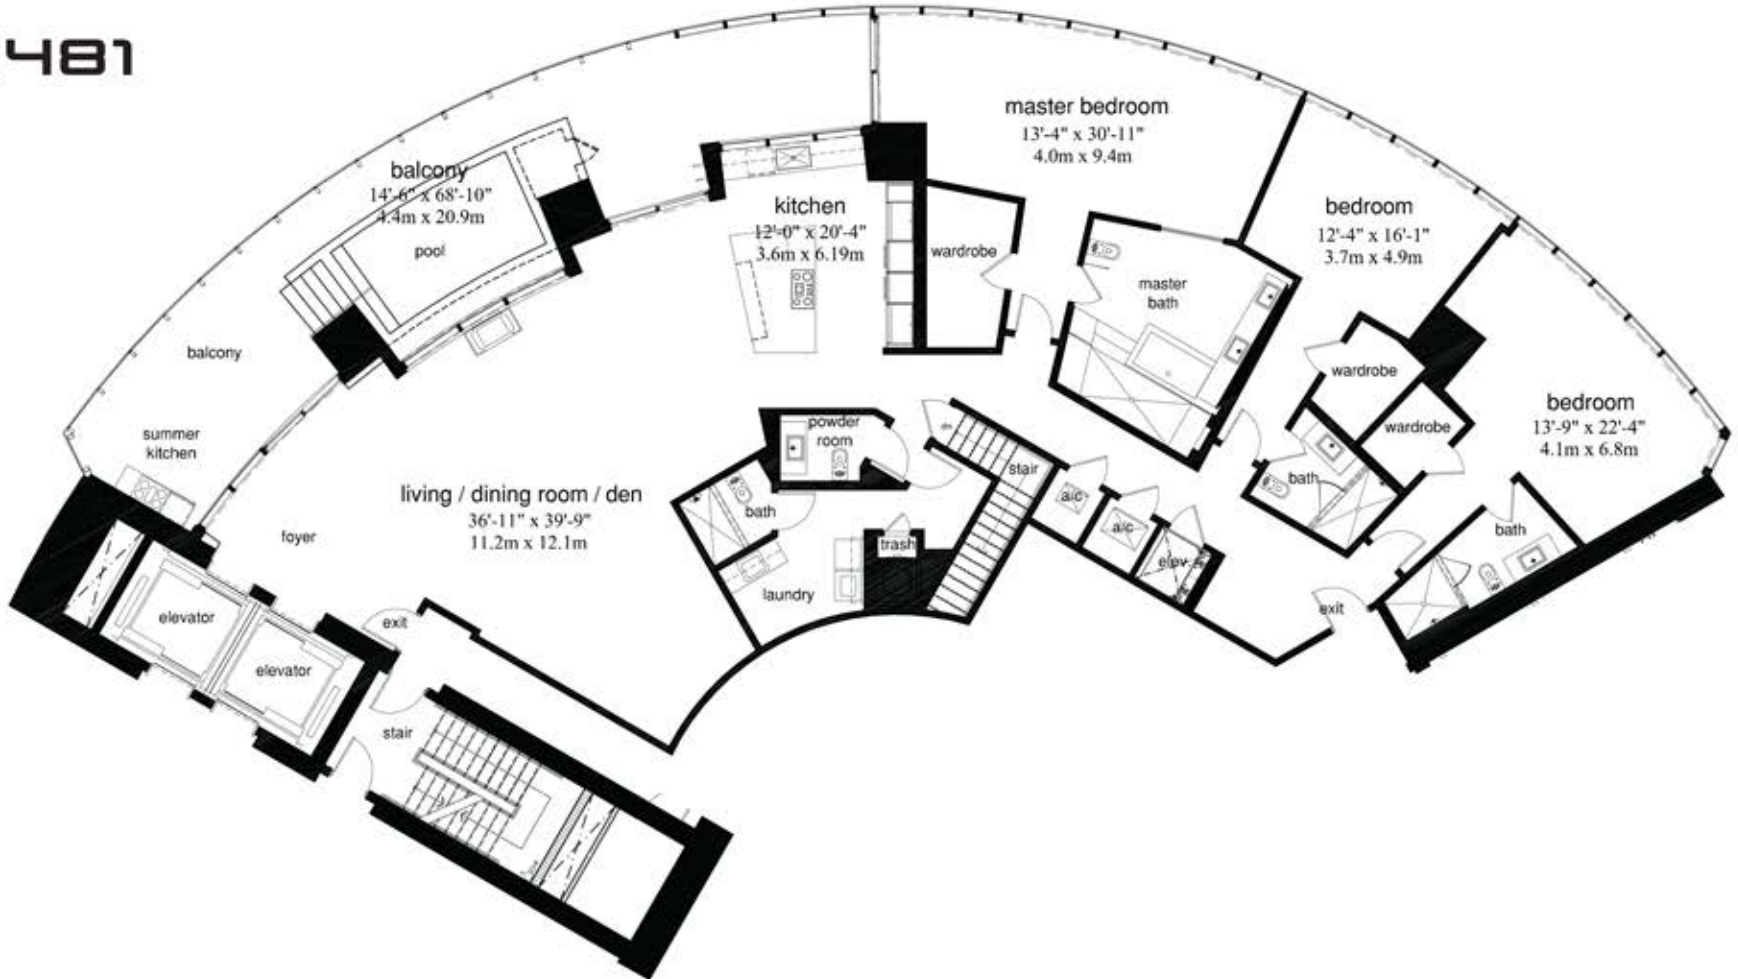 481
master bedroom
13'-4" x 30'-11"
4.0m x 9.4m
balcony
14'-6" x 68'-10"
4.4m x 20.9m
pool
kitchen
12'-0" x 20'-4"
3.6m x 6.19m
wardrobe
bedroom
12'-4" x 16'-1"
3.7m x 4.9m
master
bath
balcony
wardrobe
bedroom
13'-9" x 22'-4"
4.1m x 6.8m
wardrobe
summer
kitchen
powder
room
dn
stair
bath
living / dining room / den
36'-11" x 39'-9"
11.2m x 12.1m
foyer
bath
a/c
a/c
bath
trash
elev.
laundry
elevator
exit
exit
elevator
stair